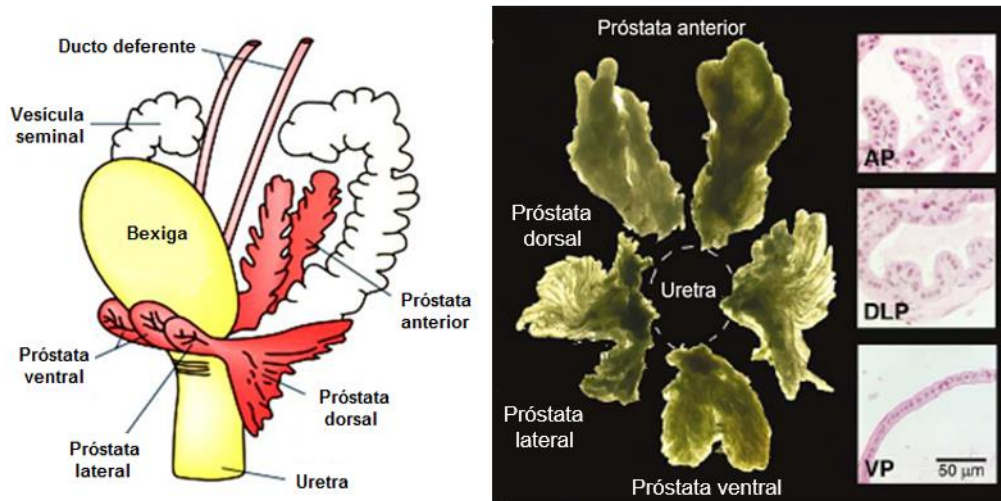 Ducto deferente
Vesícula
seminal
Bexiga
Próstata
anterior
Próstata
ventral
Próstata
dorsal
Próstata
lateral
Uretra
Próstata anterior
Próstata
dorsal
Uretra
Próstata
lateral
Próstata ventral
AP
DLP
VP
50 µm